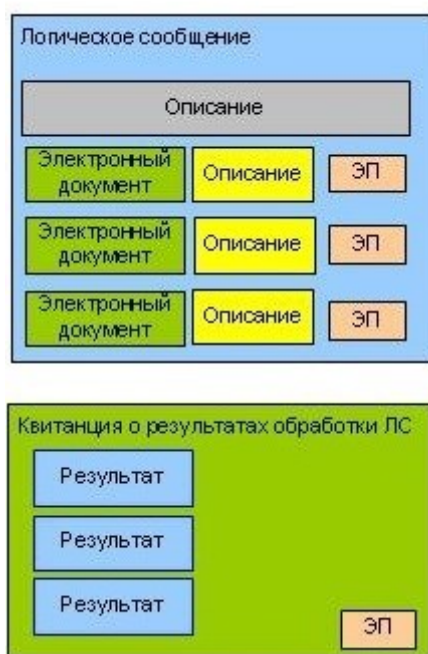 Логическое сообщение
Описание
Электронный
документ
Описание
ЭП
Электронный
документ
Описание
ЭП
Электронный
документ
Описание
ЭП
Квитанция о результатах обработки ЛС
Результат
Результат
Результат
ЭП